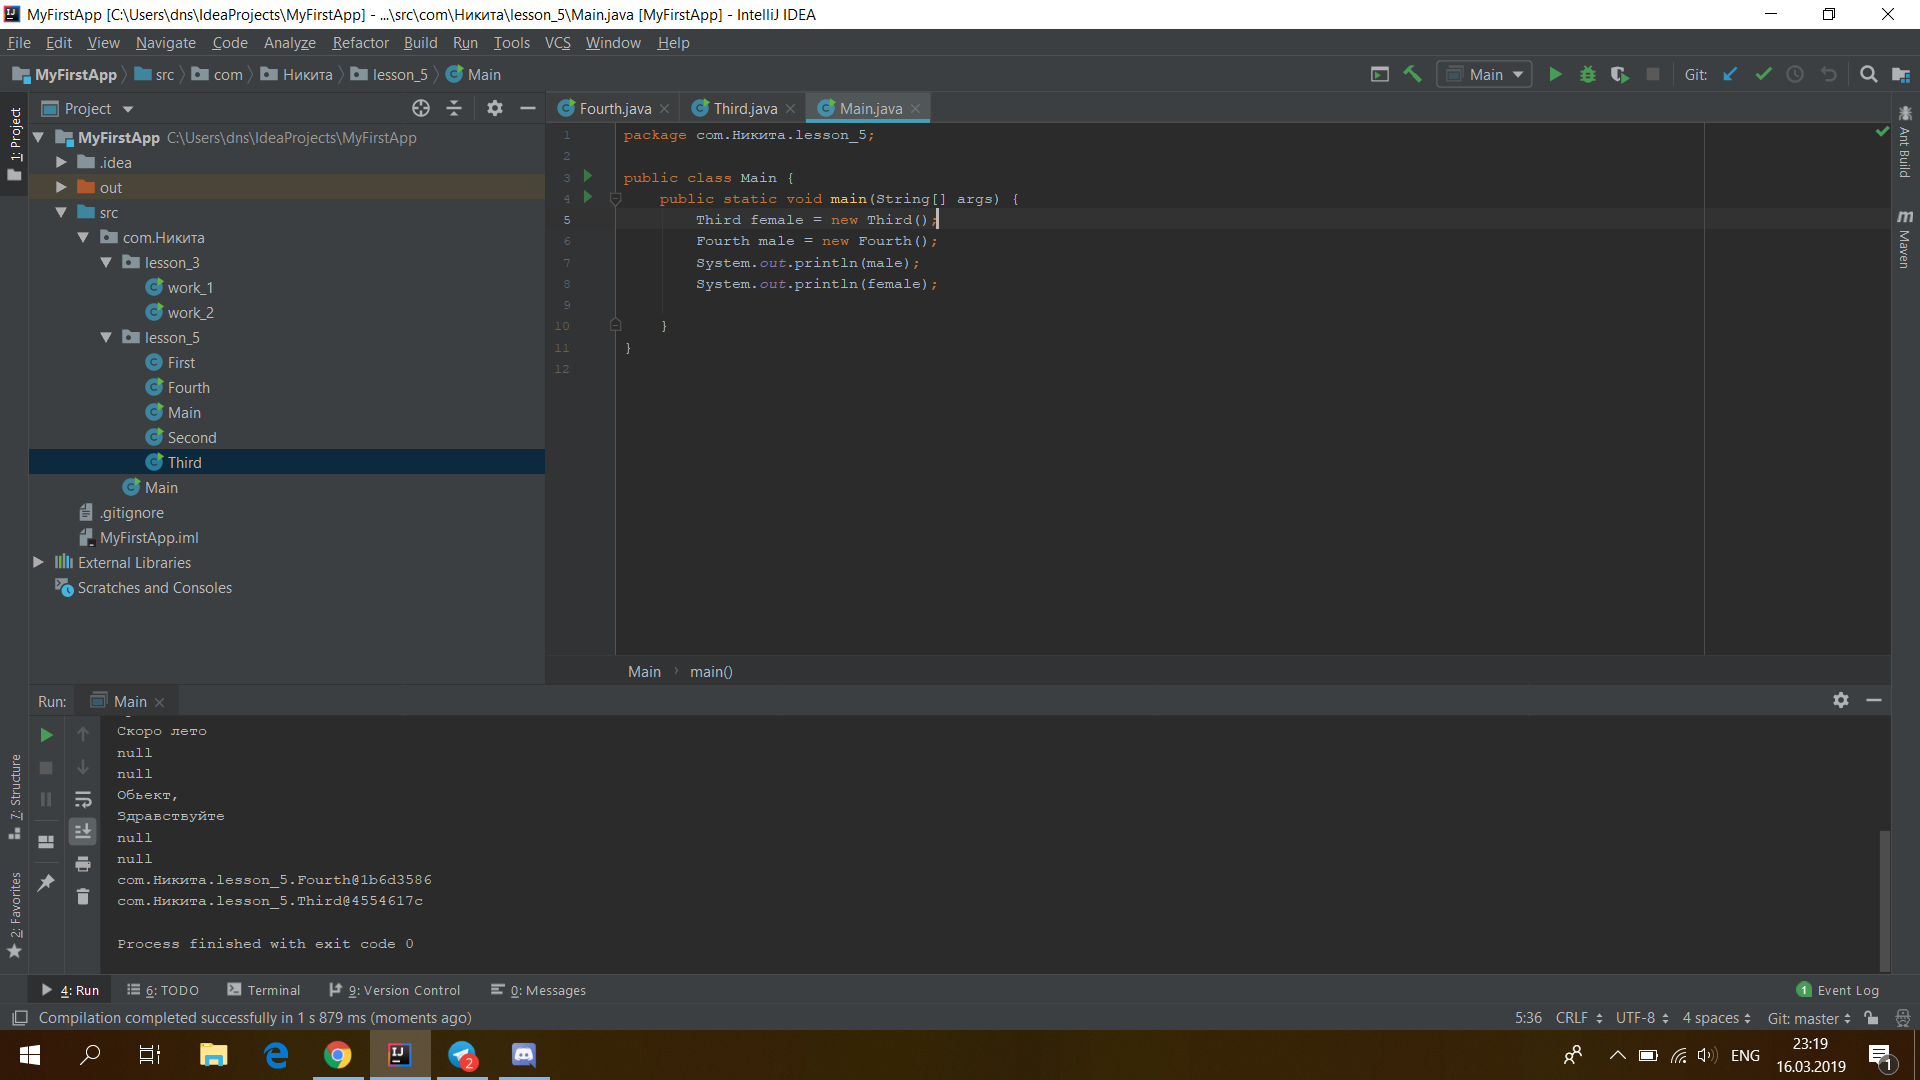 MyFirstApp [C:\Users\dns\IdeaProjects\MyFirstApp] - ...\src\com\Никита\lesson_5\Main.java [MyFirstApp] - IntelliJ IDEA
File Edit View Navigate Code Analyze Refactor Build Run Tools VCS Window Help
MyFirstApp src com Никита lesson_5 Main
Main Git:
Project
Fourth.java Third.java Main.java
1: Project
MyFirstApp C:\Users\dns\IdeaProjects\MyFirstApp
.idea
out
src
com.Никита
lesson_3
work_1
work_2
lesson_5
First
Fourth
Main
Second
Third
Main
.gitignore
MyFirstApp.iml
External Libraries
Scratches and Consoles
1 package com.Никита.lesson_5;
2
3 public class Main {
4 public static void main(String[] args) {
5 Third female = new Third();
6 Fourth male = new Fourth();
7 System.out.println(male);
8 System.out.println(female);
9
10 }
11 }
12
Ant Build
Maven
Main main()
Run: Main
Скоро лето
null
null
Обьект,
Здравствуйте
null
null
com.Никита.lesson_5.Fourth@1b6d3586
com.Никита.lesson_5.Third@4554617c
Process finished with exit code 0
7: Structure
2: Favorites
4: Run 6: TODO Terminal 9: Version Control 0: Messages
1 Event Log
Compilation completed successfully in 1 s 879 ms (moments ago)
5:36 CRLF UTF-8 4 spaces Git: master
2
ENG
23:19
16.03.2019
1